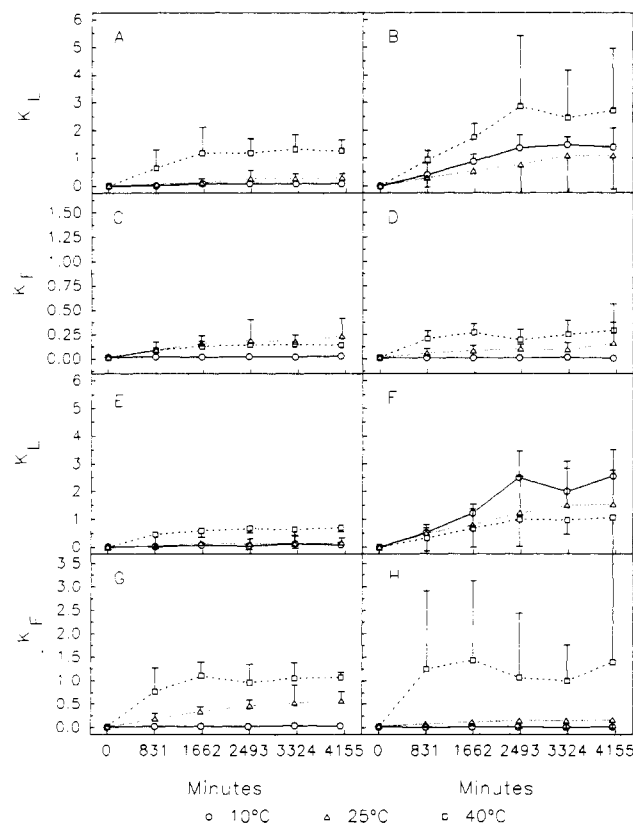 A
B
K L
6
5
4
3
2
1
0
C
D
K F
1.50
1.25
1.00
0.75
0.50
0.25
0.00
E
F
K L
6
5
4
3
2
1
0
G
H
K F
3.5
3.0
2.5
2.0
1.5
1.0
0.5
0.0
0 831 1662 2493 3324 4155
0 831 1662 2493 3324 4155
Minutes
Minutes
10°C 25°C 40°C